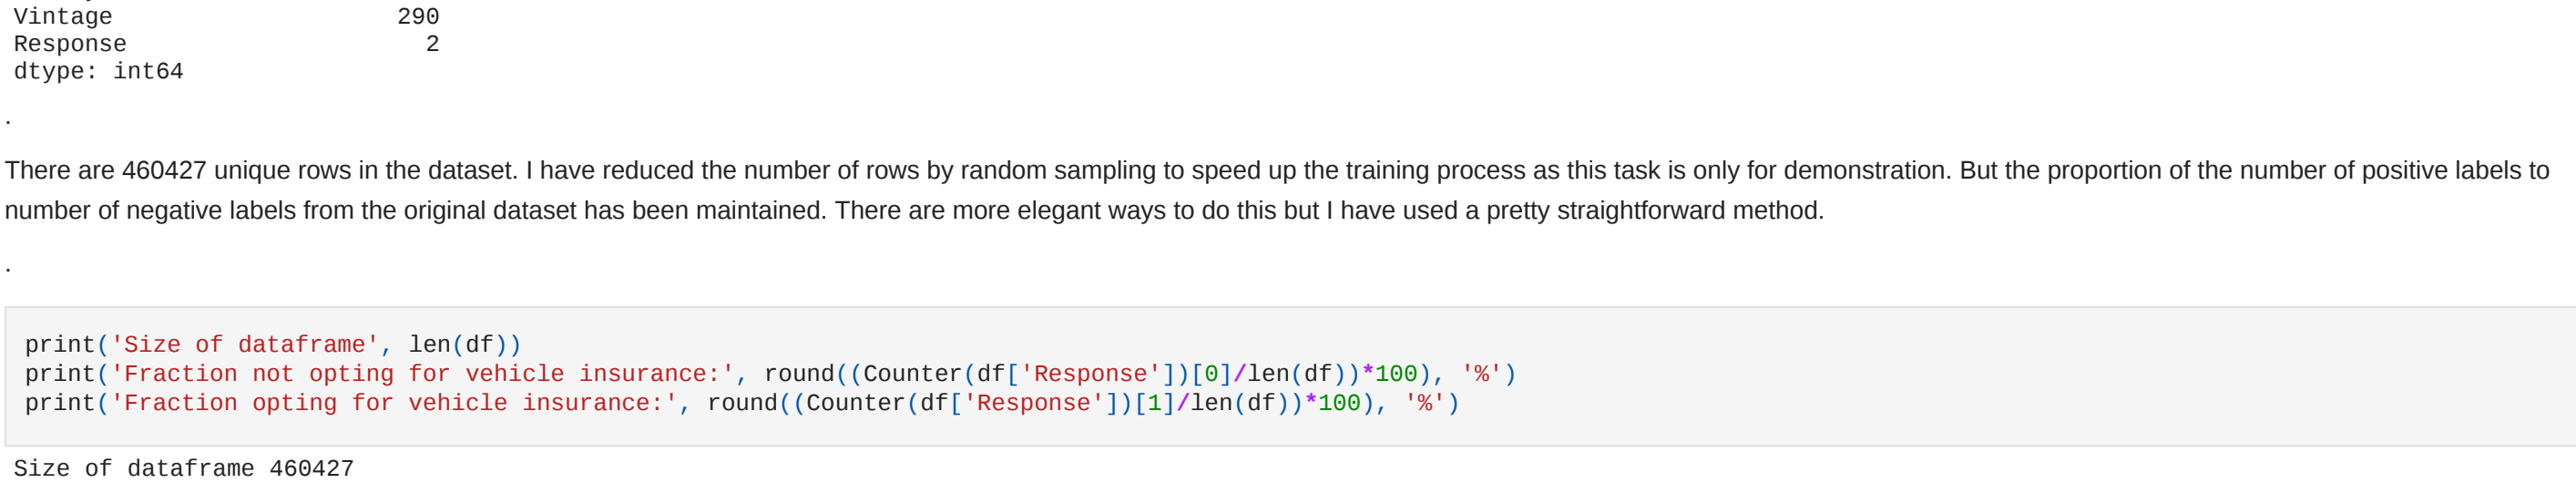 Vintage 290
Response 2
dtype: int64
.
There are 460427 unique rows in the dataset. I have reduced the number of rows by random sampling to speed up the training process as this task is only for demonstration. But the proportion of the number of positive labels to
number of negative labels from the original dataset has been maintained. There are more elegant ways to do this but I have used a pretty straightforward method.
.
print('Size of dataframe', len(df))
print('Fraction not opting for vehicle insurance:', round((Counter(df['Response'])[0]/len(df))*100), '%')
print('Fraction opting for vehicle insurance:', round((Counter(df['Response'])[1]/len(df))*100), '%')
Size of dataframe 460427